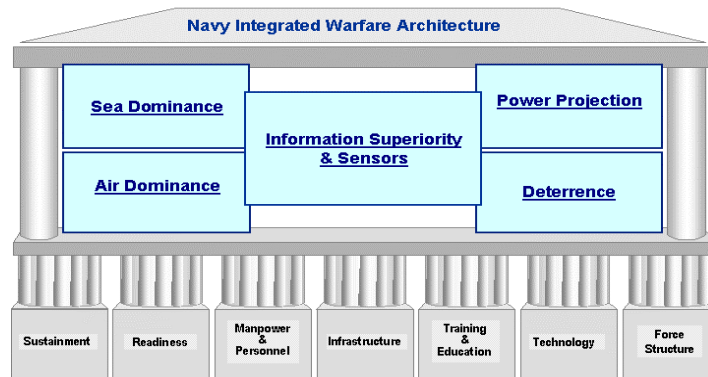 Navy Integrated Warfare Architecture
Sea Dominance
Power Projection
Information Superiority
& Sensors
Air Dominance
Deterrence
Sustainment
Readiness
Manpower
&
Personnel
Infrastructure
Training
&
Education
Technology
Force
Structure